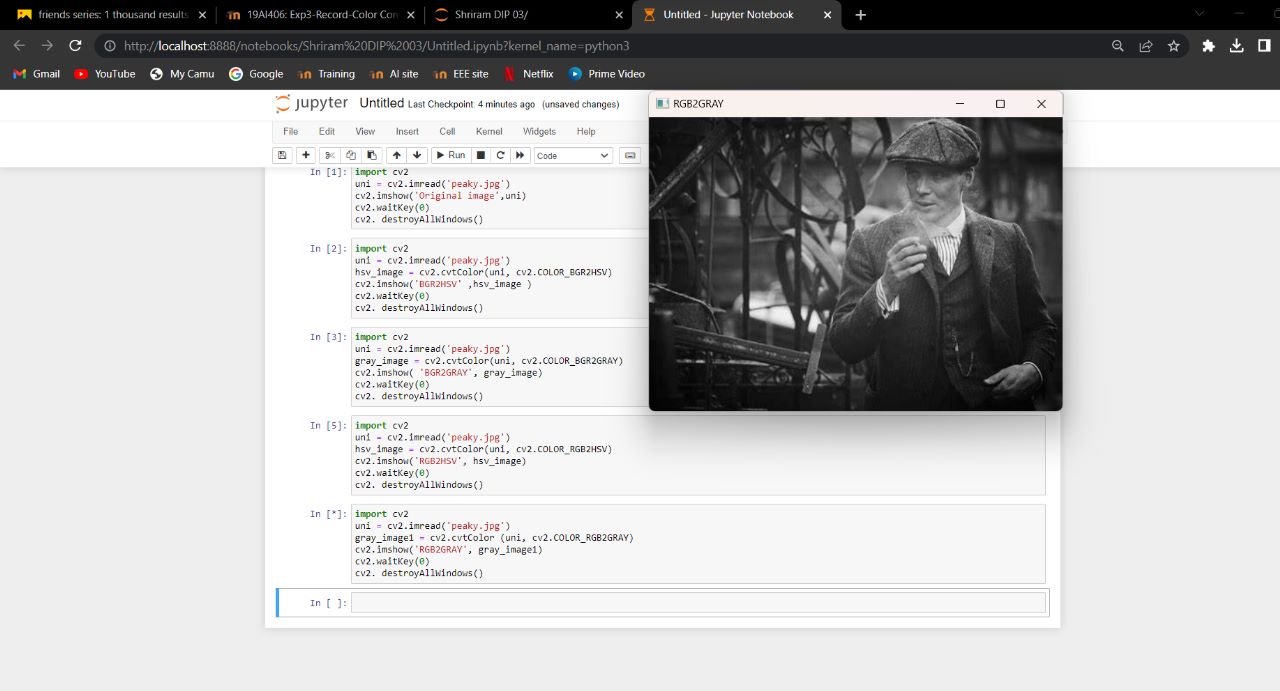 friends series: 1 thousand results
19AI406: Exp3-Record-Color Con
Shriram DIP 03/
Untitled - Jupyter Notebook
http://localhost:8888/notebooks/Shriram%20DIP%2003/Untitled.ipynb?kernel_name=python3
Gmail
YouTube
My Camu
Google
Training
AI site
EEE site
Netflix
Prime Video
jupyter Untitled Last Checkpoint: 4 minutes ago (unsaved changes)
File Edit View Insert Cell Kernel Widgets Help
Run Code
In [1]: import cv2
uni = cv2.imread('peaky.jpg')
cv2.imshow('Original image',uni)
cv2.waitKey(0)
cv2. destroyAllWindows()
In [2]: import cv2
uni = cv2.imread('peaky.jpg')
hsv_image = cv2.cvtColor(uni, cv2.COLOR_BGR2HSV)
cv2.imshow('BGR2HSV' ,hsv_image )
cv2.waitKey(0)
cv2. destroyAllWindows()
In [3]: import cv2
uni = cv2.imread('peaky.jpg')
gray_image = cv2.cvtColor(uni, cv2.COLOR_BGR2GRAY)
cv2.imshow( 'BGR2GRAY', gray_image)
cv2.waitKey(0)
cv2. destroyAllWindows()
In [5]: import cv2
uni = cv2.imread('peaky.jpg')
hsv_image = cv2.cvtColor(uni, cv2.COLOR_RGB2HSV)
cv2.imshow('RGB2HSV', hsv_image)
cv2.waitKey(0)
cv2. destroyAllWindows()
In [*]: import cv2
uni = cv2.imread('peaky.jpg')
gray_image1 = cv2.cvtColor (uni, cv2.COLOR_RGB2GRAY)
cv2.imshow('RGB2GRAY', gray_image1)
cv2.waitKey(0)
cv2. destroyAllWindows()
In [ ]:
RGB2GRAY